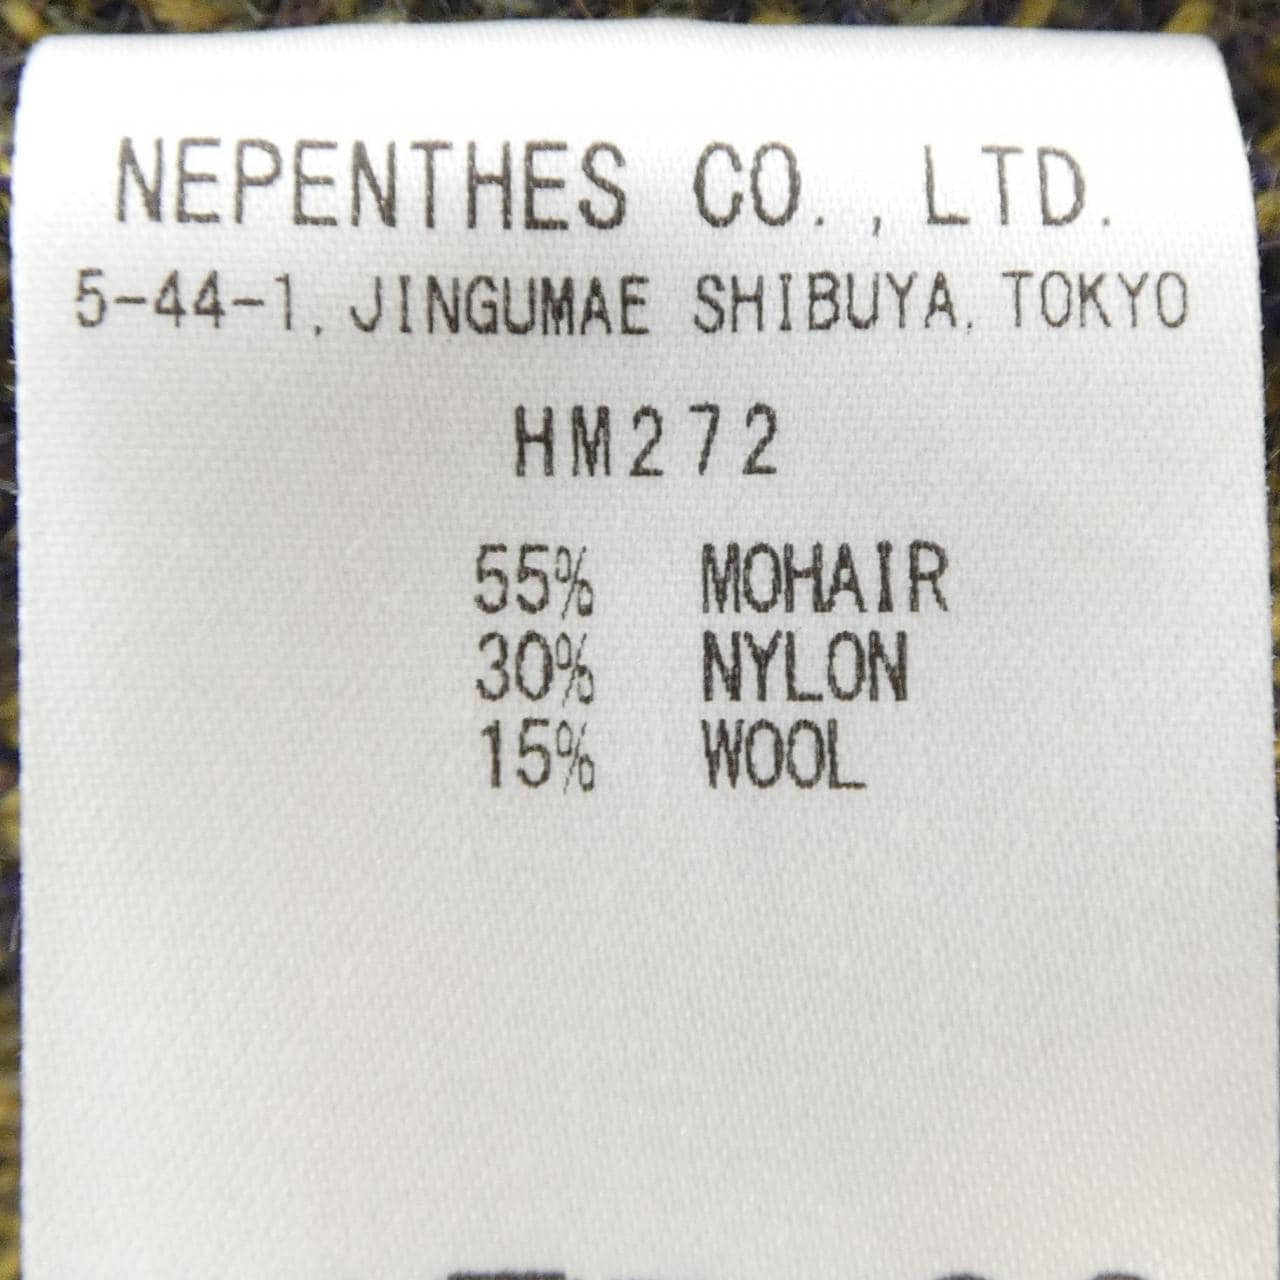 NEPENTHES CO.,LTD.
5-44-1, JINGUMAE SHIBUYA, TOKYO
HM272
55% MOHAIR
30% NYLON
15% WOOL